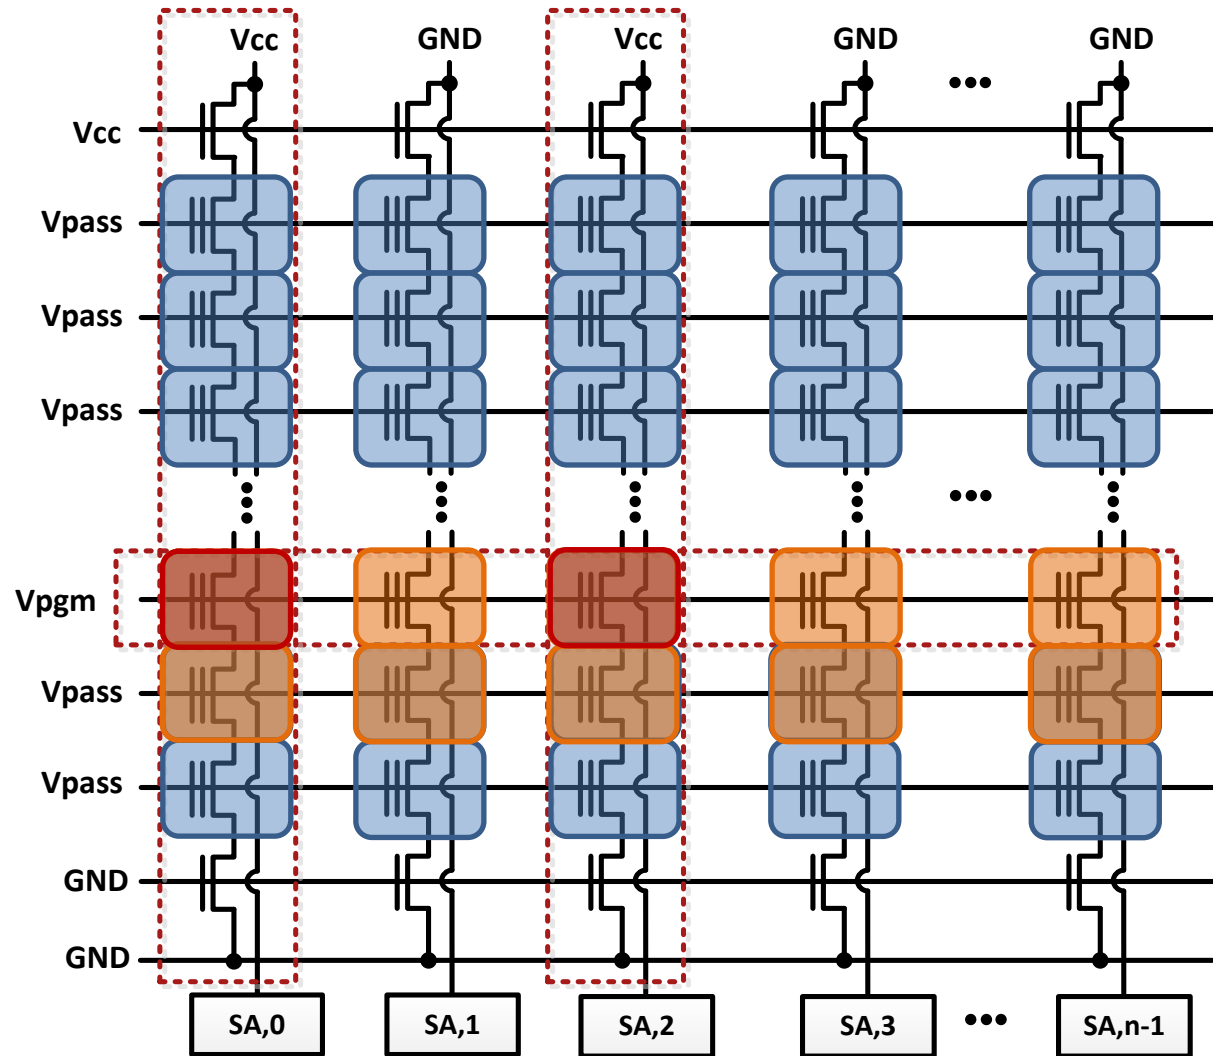 Vcc GND Vcc GND GND
Vcc
Vpass
Vpass
Vpass
Vpgm
Vpass
Vpass
GND
GND
SA,0 SA,1 SA,2 SA,3 SA,n-1